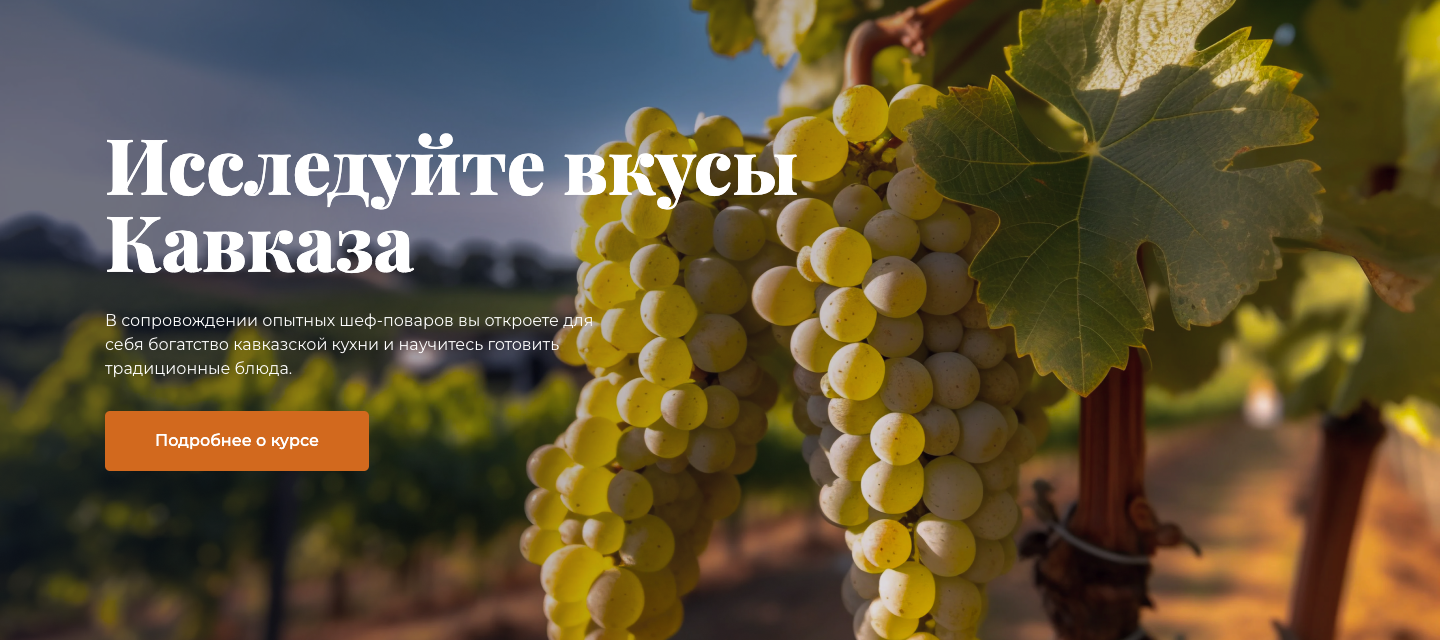 Исследуйте вкусы
Кавказа
В сопровождении опытных шеф-поваров вы откроете для
себя богатство кавказской кухни и научитесь готовить
традиционные блюда.
Подробнее о курсе